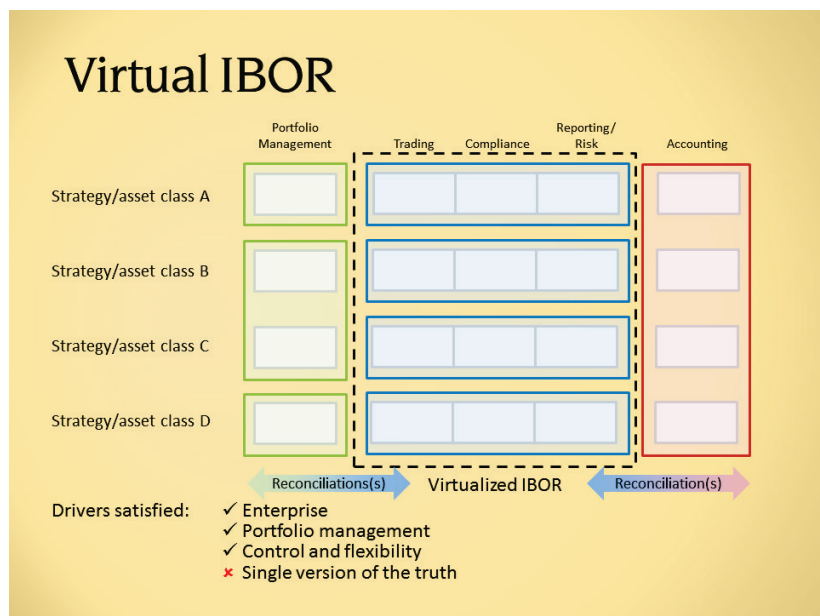 Virtual IBOR
Portfolio
Management
Trading
Compliance
Reporting/
Risk
Accounting
Strategy/asset class A
Strategy/asset class B
Strategy/asset class C
Strategy/asset class D
Reconciliations(s)
Virtualized IBOR
Reconciliation(s)
Drivers satisfied:
✓ Enterprise
✓ Portfolio management
✓ Control and flexibility
✘ Single version of the truth